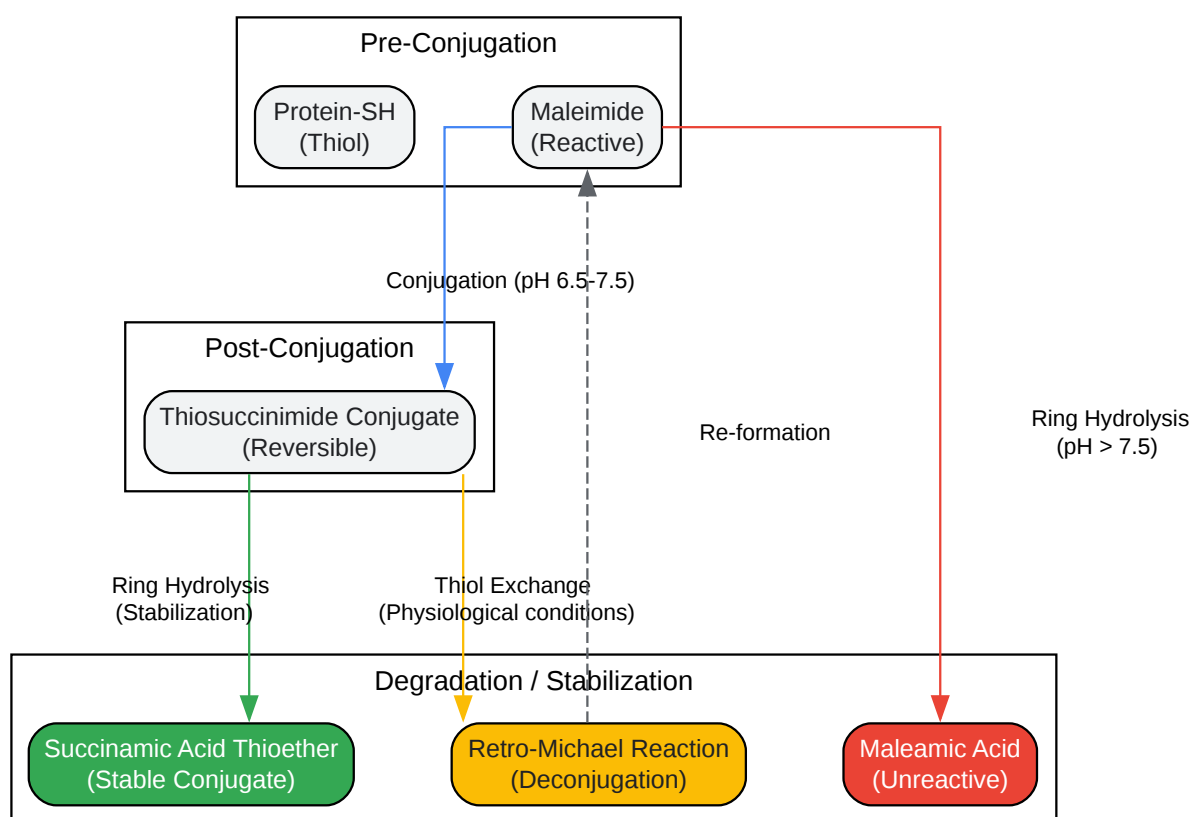 Pre-Conjugation
Protein-SH
(Thiol)
Maleimide
(Reactive)
Conjugation (pH 6.5-7.5)
Post-Conjugation
Thiosuccinimide Conjugate
(Reversible)
Re-formation
Ring Hydrolysis
(pH > 7.5)
Ring Hydrolysis
(Stabilization)
Thiol Exchange
(Physiological conditions)
Degradation / Stabilization
Succinamic Acid Thioether
(Stable Conjugate)
Retro-Michael Reaction
(Deconjugation)
Maleamic Acid
(Unreactive)